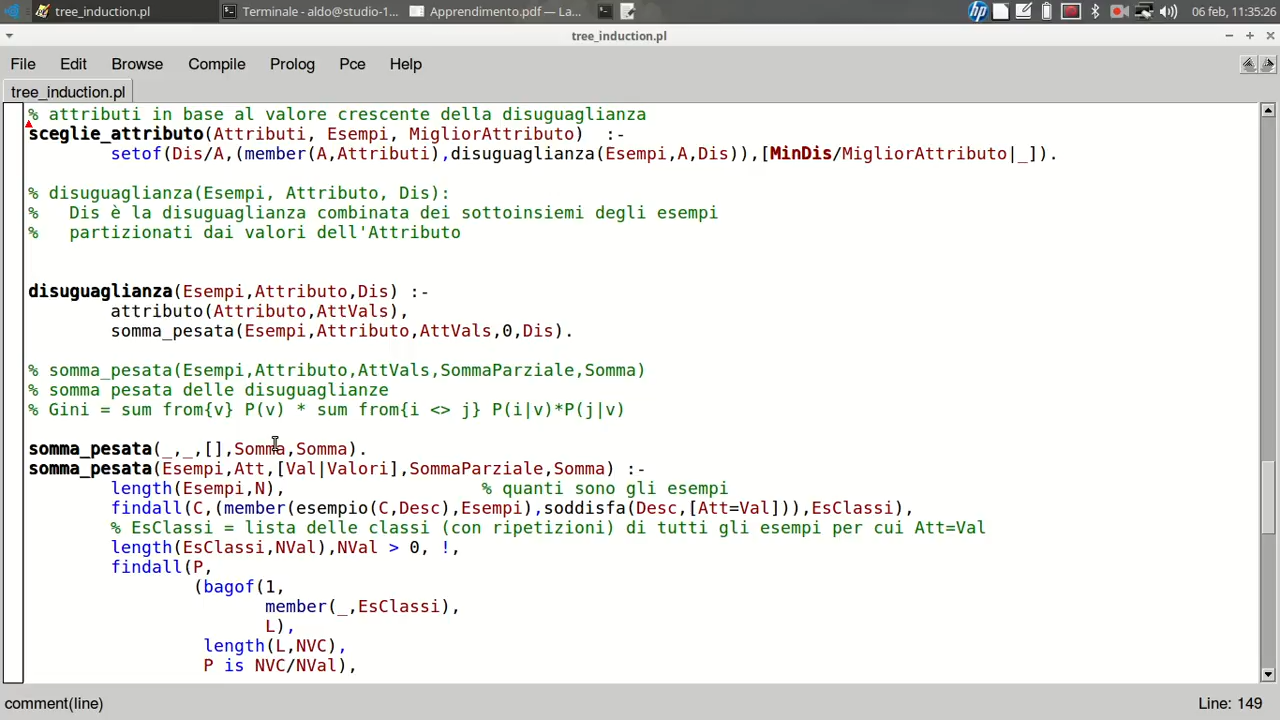 tree_induction.pl
Terminale - aldo@studio-1...
Apprendimento.pdf — La...
hp
06 feb, 11:35:26
tree_induction.pl
File Edit Browse Compile Prolog Pce Help
tree_induction.pl
% attributi in base al valore crescente della disuguaglianza
sceglie_attributo(Attributi, Esempi, MigliorAttributo)  :-
        setof(Dis/A,(member(A,Attributi),disuguaglianza(Esempi,A,Dis)),[MinDis/MigliorAttributo|_]).
% disuguaglianza(Esempi, Attributo, Dis):
%   Dis è la disuguaglianza combinata dei sottoinsiemi degli esempi
%   partizionati dai valori dell'Attributo
disuguaglianza(Esempi,Attributo,Dis) :-
        attributo(Attributo,AttVals),
        somma_pesata(Esempi,Attributo,AttVals,0,Dis).
% somma_pesata(Esempi,Attributo,AttVals,SommaParziale,Somma)
% somma pesata delle disuguaglianze
% Gini = sum from{v} P(v) * sum from{i <> j} P(i|v)*P(j|v)
somma_pesata(_,_,[],Somma,Somma).
somma_pesata(Esempi,Att,[Val|Valori],SommaParziale,Somma) :-
        length(Esempi,N),                   % quanti sono gli esempi
        findall(C,(member(esempio(C,Desc),Esempi),soddisfa(Desc,[Att=Val])),EsClassi),
        % EsClassi = lista delle classi (con ripetizioni) di tutti gli esempi per cui Att=Val
        length(EsClassi,NVal),NVal > 0, !,
        findall(P,
                (bagof(1,
                       member(_,EsClassi),
                       L),
                 length(L,NVC),
                 P is NVC/NVal),
comment(line)
Line: 149